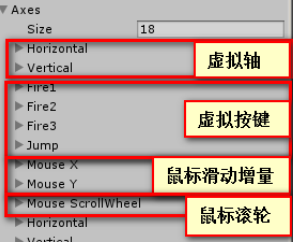 Axes
Size 18
Horizontal
Vertical
虚拟轴
Fire1
Fire2
Fire3
Jump
虚拟按键
Mouse X
Mouse Y
鼠标滑动增量
Mouse ScrollWheel
鼠标滚轮
Horizontal
Vertical